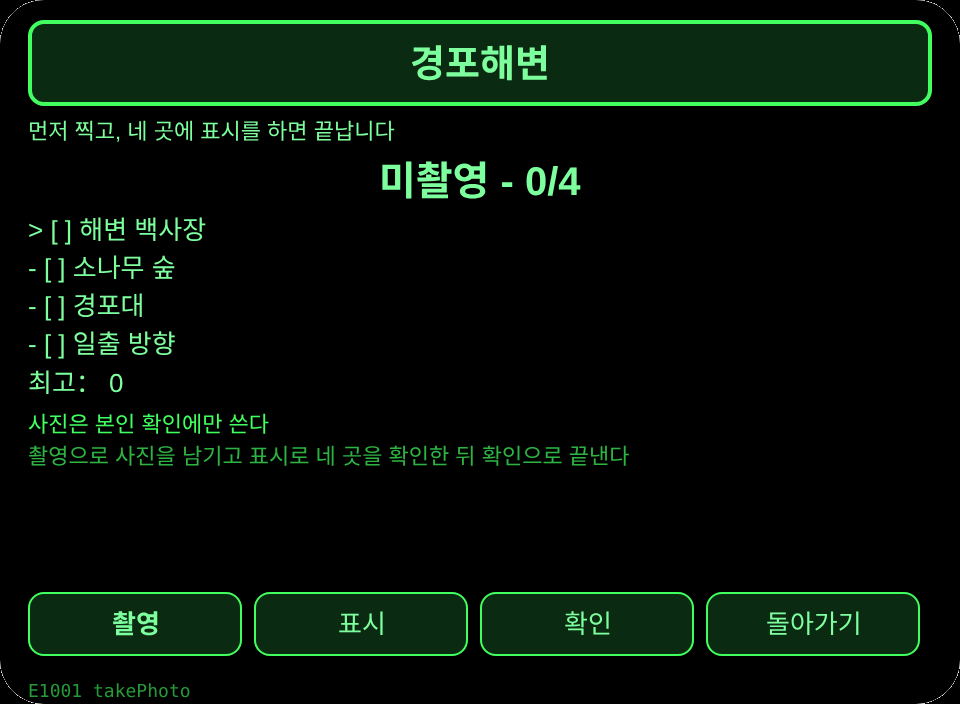 경포해변
먼저 찍고, 네 곳에 표시를 하면 끝납니다
미촬영 - 0/4
> [ ] 해변 백사장
- [ ] 소나무 숲
- [ ] 경포대
- [ ] 일출 방향
최고: 0
사진은 본인 확인에만 쓴다
촬영으로 사진을 남기고 표시로 네 곳을 확인한 뒤 확인으로 끝낸다
촬영 표시 확인 돌아가기
E1001 takePhoto